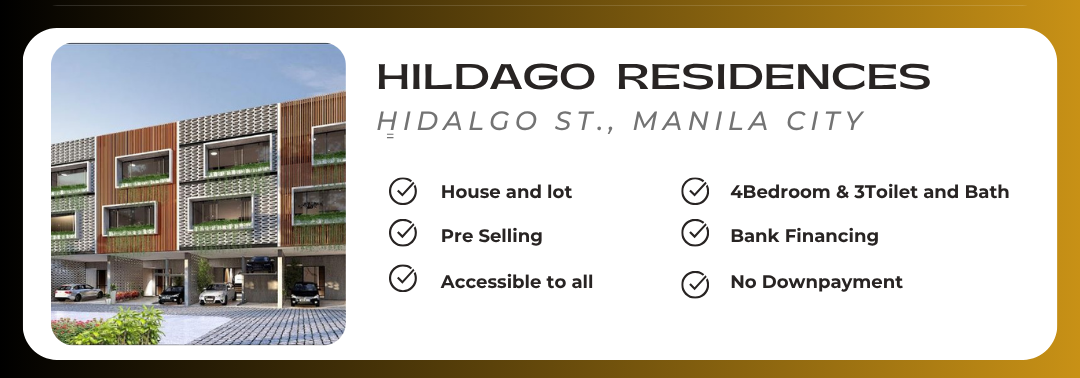 HILDAGO RESIDENCES
HIDALGO ST., MANILA CITY
=
House and lot
4Bedroom & 3Toilet and Bath
Pre Selling
Bank Financing
Accessible to all
No Downpayment